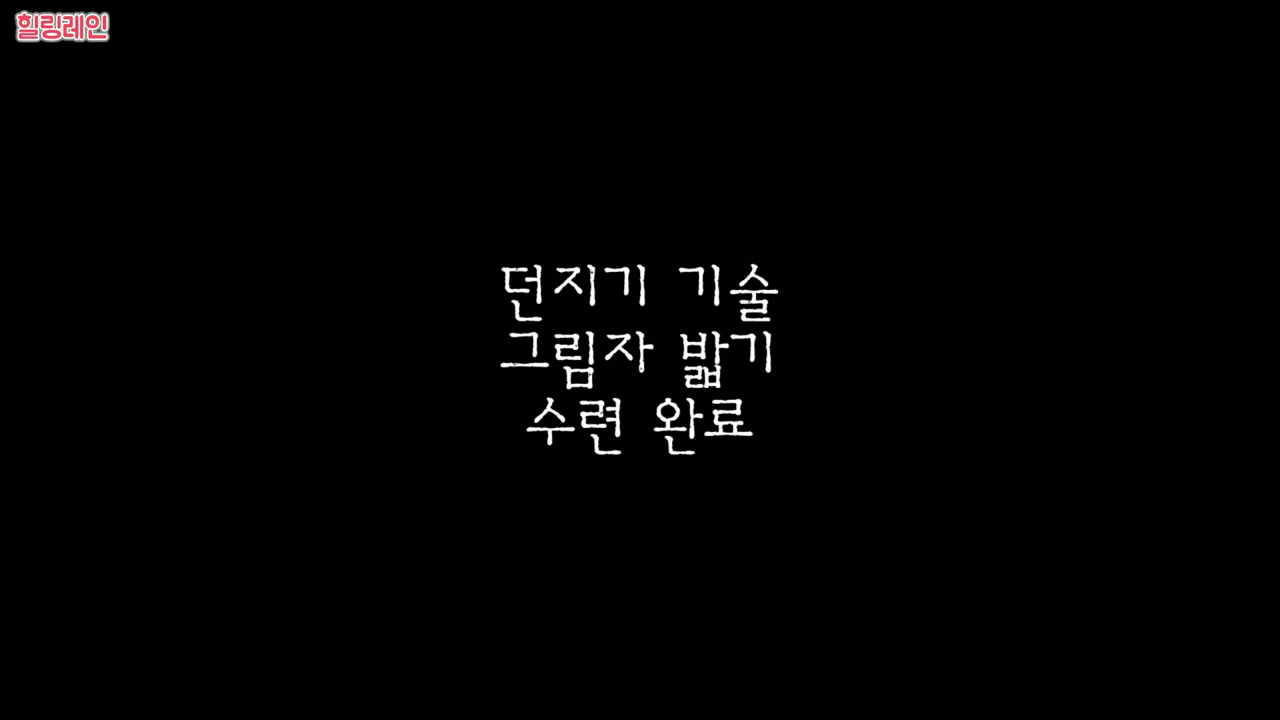 힐링레인
던지기 기술
그림자 밟기
수련 완료